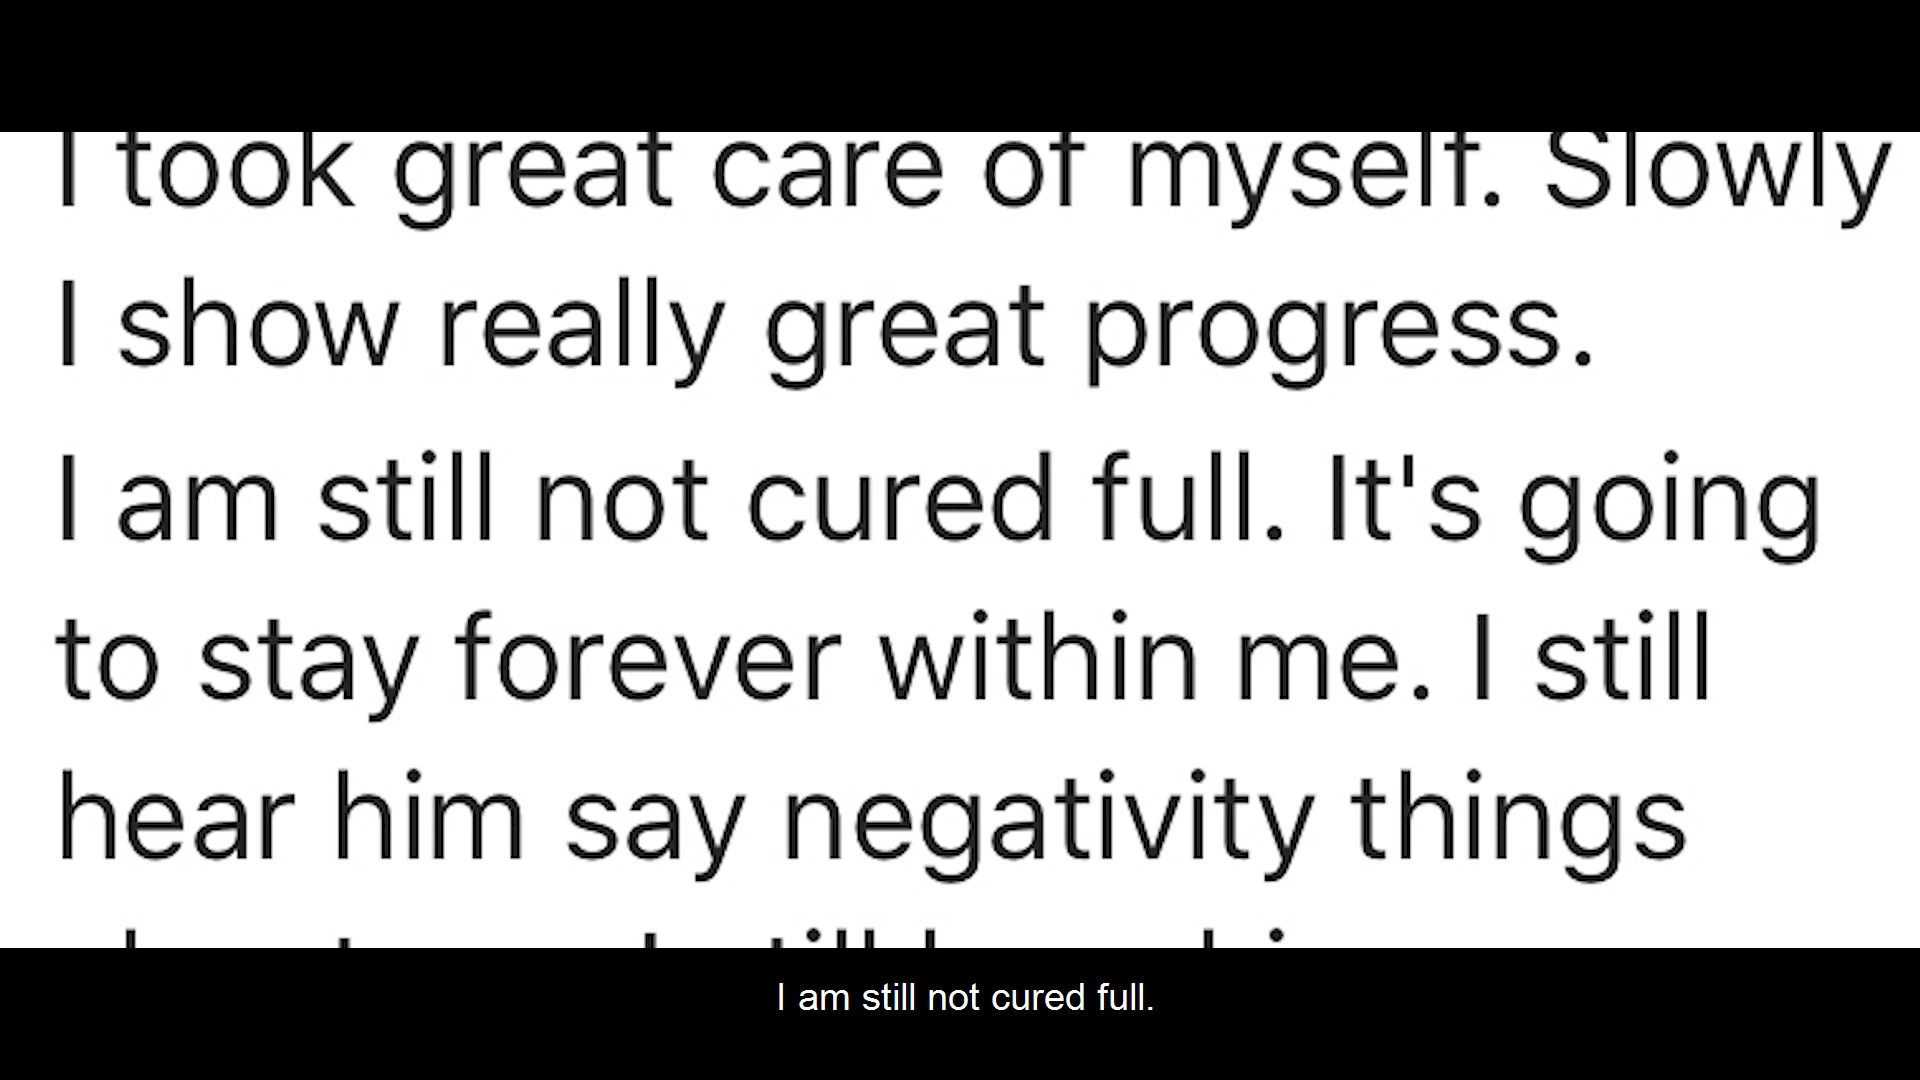 I took great care of myself. Slowly
I show really great progress.
I am still not cured full. It's going
to stay forever within me. I still
hear him say negativity things
I am still not cured full.